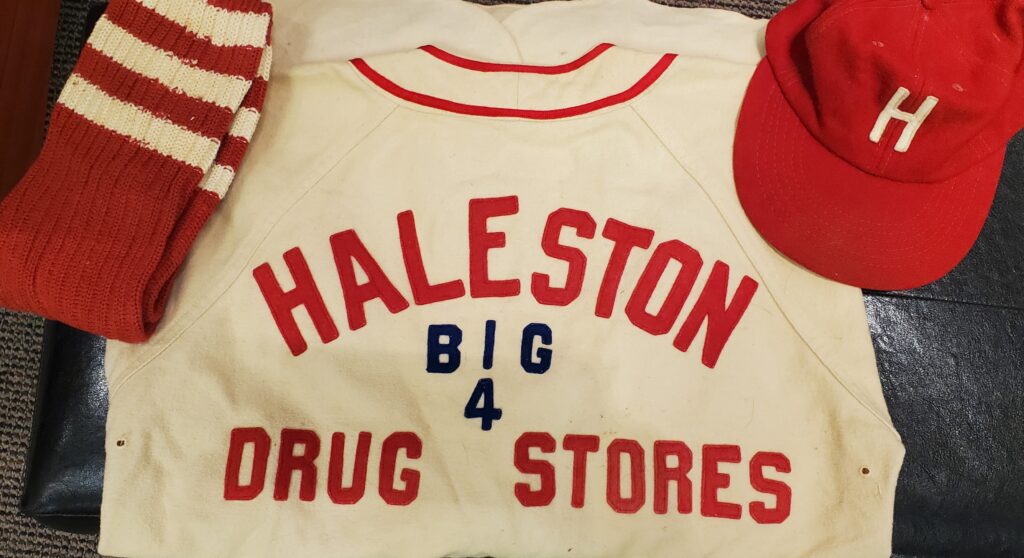 H
HALESTON
BIG
4
DRUG STORES